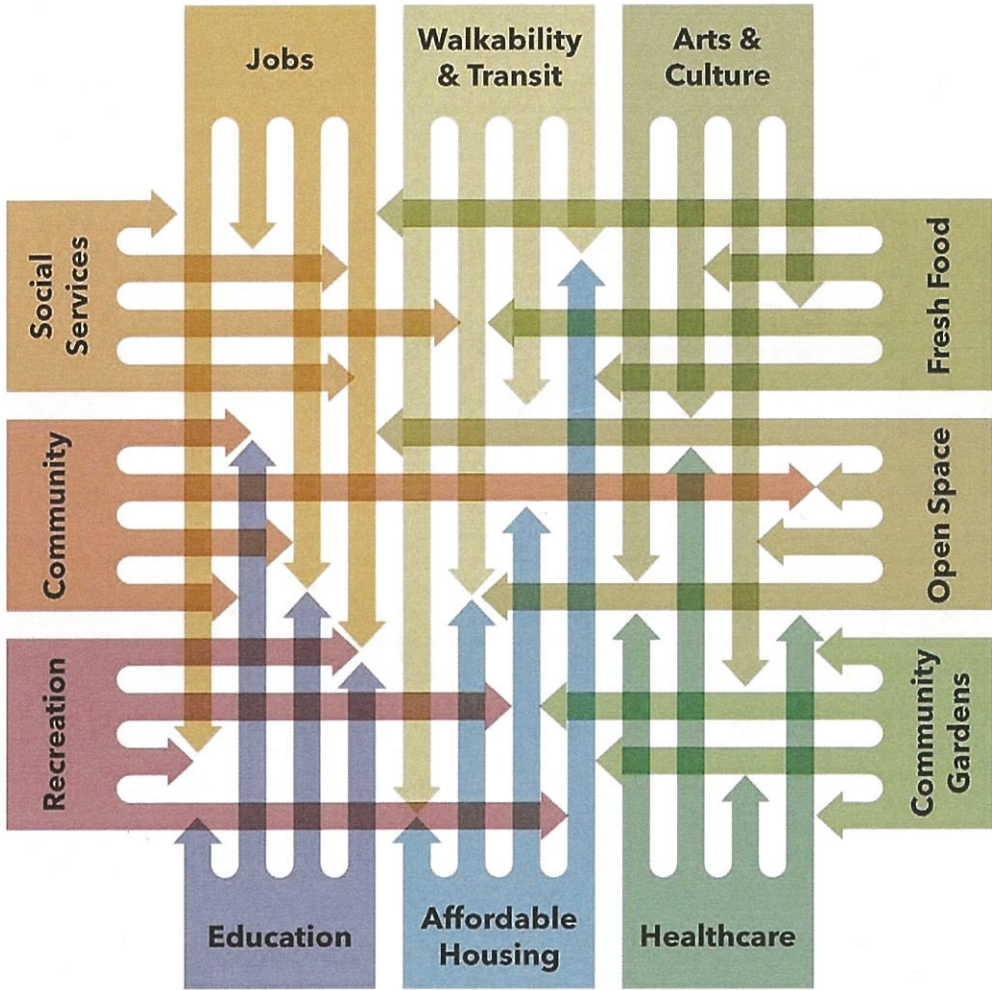 Jobs
Walkability
& Transit
Arts &
Culture
Social
Services
Fresh Food
Community
Open Space
Recreation
Community
Gardens
Education
Affordable
Housing
Healthcare